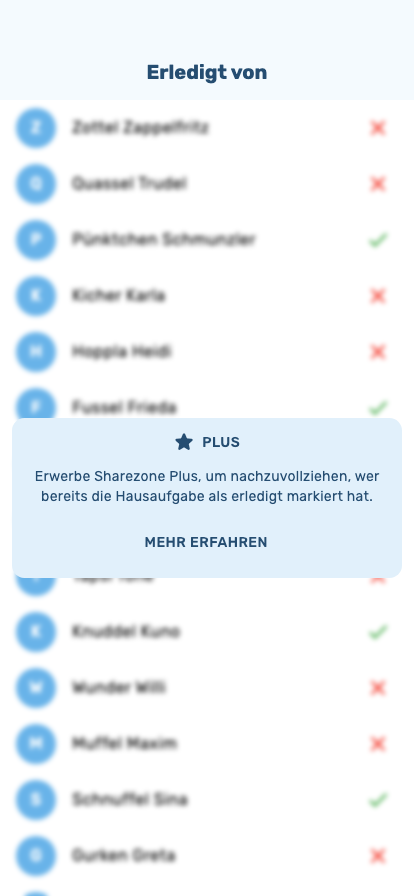 Erledigt von
Z Zottel Zappelfritz
Q Quassel Trudel
P Pünktchen Schmunzler
K Kicher Karla
H Hoppla Heidi
F Fussel Frieda
PLUS
Erwerbe Sharezone Plus, um nachzuvollziehen, wer
bereits die Hausaufgabe als erledigt markiert hat.
MEHR ERFAHREN
K Knuddel Kuno
W Wunder Willi
M Muffel Maxim
S Schnuffel Sina
G Gurken Greta